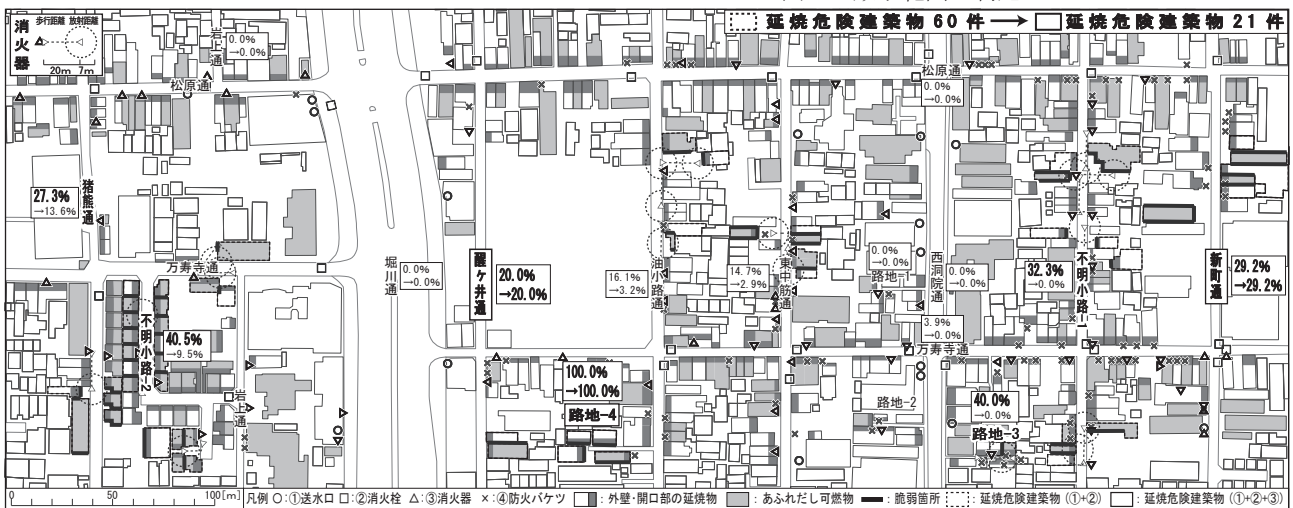 消火器
歩行距離 放射距離
20m 7m
延焼危険建築物 60 件 → 延焼危険建築物 21 件
岩上通
0.0%
→0.0%
松原通
松原通
0.0%
→0.0%
27.3%
→13.6%
猪熊通
万寿寺通
堀川通
0.0%
→0.0%
醒ヶ井通
20.0%
→20.0%
16.1%
→3.2%
油小路通
14.7%
→2.9%
東中筋通
0.0%
→0.0%
路地-1
西洞院通
0.0%
→0.0%
32.3%
→0.0%
不明小路-1
新町通
29.2%
→29.2%
不明小路-2
40.5%
→9.5%
岩上通
3.9%
→0.0%
万寿寺通
100.0%
→100.0%
路地-4
路地-2
40.0%
→0.0%
路地-3
0 50 100[m]
凡例 ○:①送水口 □:②消火栓 △:③消火器 ×:④防火バケツ :外壁・開口部の延焼物 :あふれだし可燃物 :脆弱箇所 :延焼危険建築物 (①+②) :延焼危険建築物 (①+②+③)